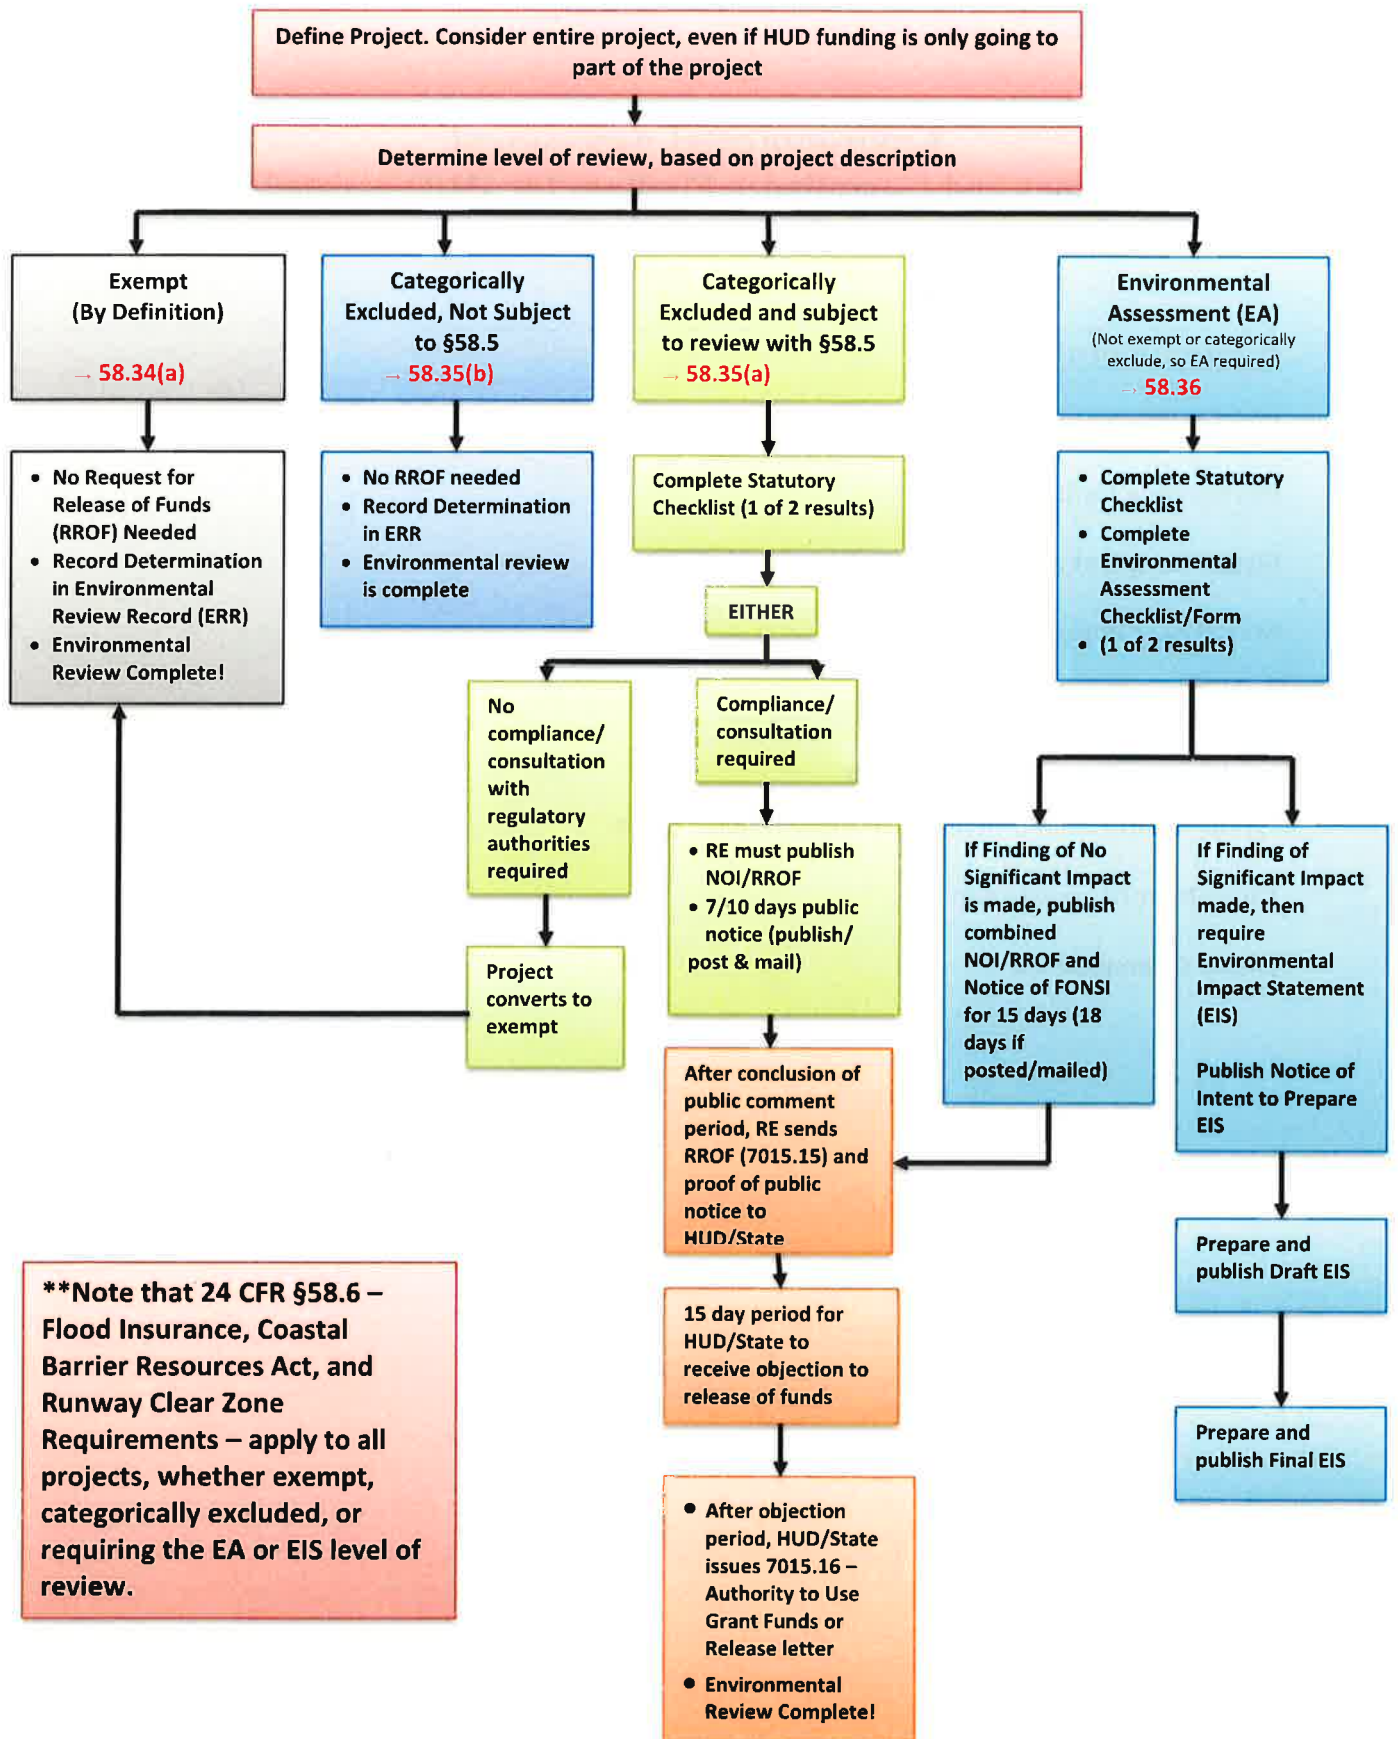 Define Project. Consider entire project, even if HUD funding is only going to
part of the project
Determine level of review, based on project description
Exempt
(By Definition)
→ 58.34(a)
Categorically
Excluded, Not Subject
to §58.5
→ 58.35(b)
Categorically
Excluded and subject
to review with §58.5
→ 58.35(a)
Environmental
Assessment (EA)
(Not exempt or categorically
exclude, so EA required)
→ 58.36
• No Request for
Release of Funds
(RROF) Needed
• Record Determination
in Environmental
Review Record (ERR)
• Environmental
Review Complete!
• No RROF needed
• Record Determination
in ERR
• Environmental review
is complete
Complete Statutory
Checklist (1 of 2 results)
• Complete Statutory
Checklist
• Complete
Environmental
Assessment
Checklist/Form
• (1 of 2 results)
EITHER
No
compliance/
consultation
with
regulatory
authorities
required
Compliance/
consultation
required
Project
converts to
exempt
• RE must publish
NOI/RROF
• 7/10 days public
notice (publish/
post & mail)
If Finding of No
Significant Impact
is made, publish
combined
NOI/RROF and
Notice of FONSI
for 15 days (18
days if
posted/mailed)
If Finding of
Significant Impact
made, then
require
Environmental
Impact Statement
(EIS)
Publish Notice of
Intent to Prepare
EIS
After conclusion of
public comment
period, RE sends
RROF (7015.15) and
proof of public
notice to
HUD/State
Prepare and
publish Draft EIS
15 day period for
HUD/State to
receive objection to
release of funds
Prepare and
publish Final EIS
• After objection
period, HUD/State
issues 7015.16 –
Authority to Use
Grant Funds or
Release letter
• Environmental
Review Complete!
**Note that 24 CFR §58.6 –
Flood Insurance, Coastal
Barrier Resources Act, and
Runway Clear Zone
Requirements – apply to all
projects, whether exempt,
categorically excluded, or
requiring the EA or EIS level of
review.